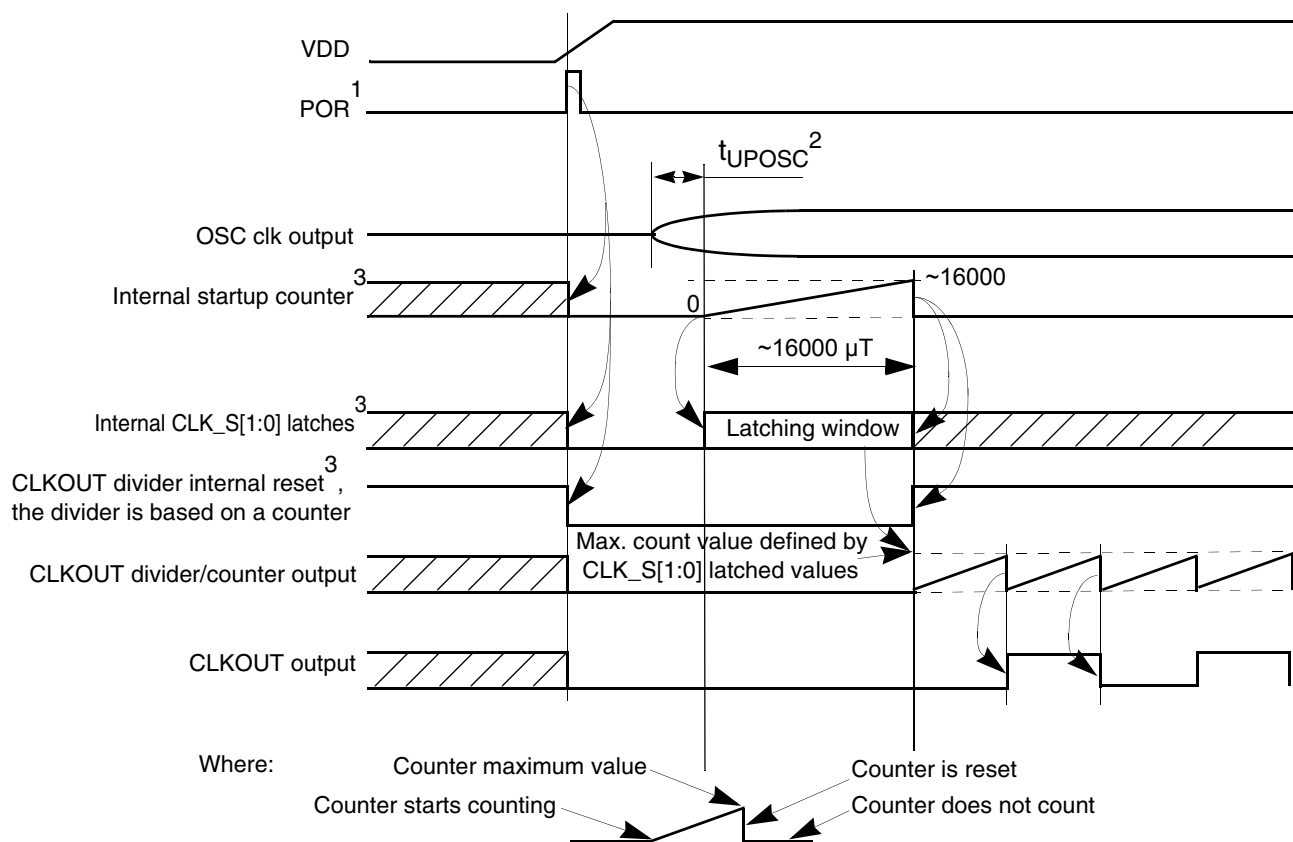 VDD
POR1
tUPOSC2
OSC clk output
Internal startup counter3
0
~16000
~16000 µT
Internal CLK_S[1:0] latches3
Latching window
CLKOUT divider internal reset3,
the divider is based on a counter
Max. count value defined by
CLK_S[1:0] latched values
CLKOUT divider/counter output
CLKOUT output
Where:
Counter maximum value
Counter is reset
Counter starts counting
Counter does not count